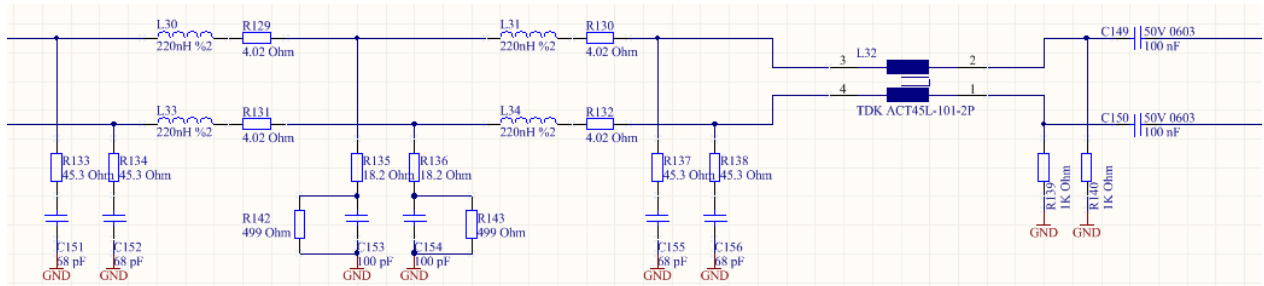 L30
R129
220nH %2
4.02 Ohm
L31
R130
220nH %2
4.02 Ohm
C149
50V 0603
100 nF
3
L32
2
4
1
TDK ACT45L-101-2P
L33
R131
220nH %2
4.02 Ohm
L34
R132
220nH %2
4.02 Ohm
C150
50V 0603
100 nF
R133
45.3 Ohm
R134
45.3 Ohm
R135
18.2 Ohm
R136
18.2 Ohm
R137
45.3 Ohm
R138
45.3 Ohm
R139
1K Ohm
R140
1K Ohm
R142
499 Ohm
R143
499 Ohm
C151
68 pF
C152
68 pF
C153
100 pF
C154
100 pF
C155
68 pF
C156
68 pF
GND
GND
GND
GND
GND
GND
GND
GND